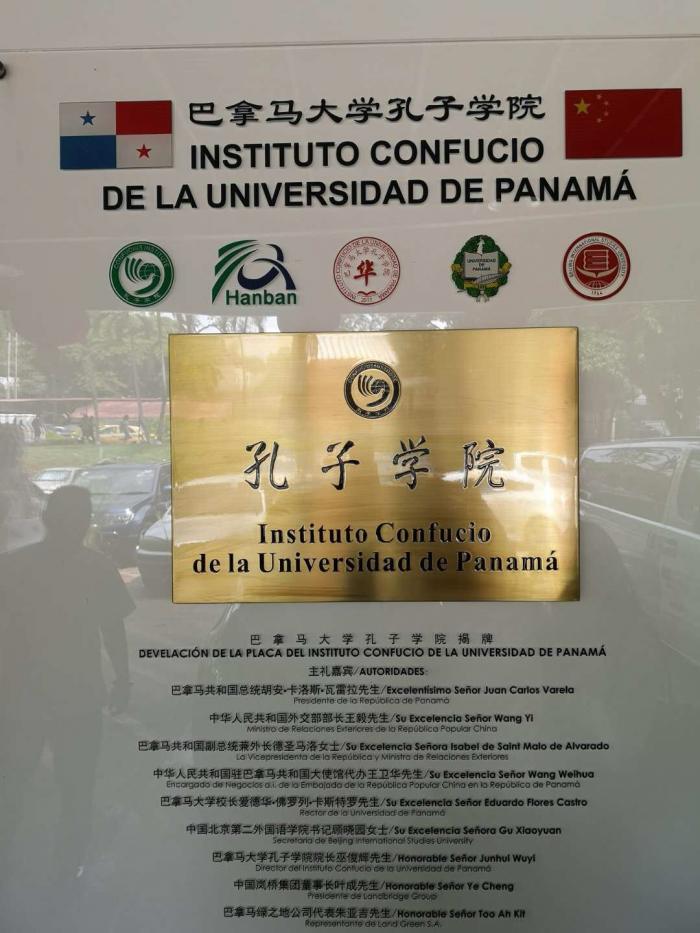 巴拿马大学孔子学院
INSTITUTO CONFUCIO
DE LA UNIVERSIDAD DE PANAMÁ
Hanban
华
UNIVERSIDAD
DE
PANAMÁ
孔子学院
Instituto Confucio
de la Universidad de Panamá
巴拿马大学孔子学院揭牌
DEVELACIÓN DE LA PLACA DEL INSTITUTO CONFUCIO DE LA UNIVERSIDAD DE PANAMÁ
主礼嘉宾/AUTORIDADES:
巴拿马共和国总统胡安•卡洛斯•瓦雷拉先生/Excelentísimo Señor Juan Carlos Varela
Presidente de la República de Panamá
中华人民共和国外交部部长王毅先生/Su Excelencia Señor Wang Yi
Ministro de Relaciones Exteriores de la República Popular China
巴拿马共和国副总统兼外长德圣马洛女士/Su Excelencia Señora Isabel de Saint Malo de Alvarado
La Vicepresidenta de la República y Ministra de Relaciones Exteriores
中华人民共和国驻巴拿马共和国大使馆代办王卫华先生/Su Excelencia Señor Wang Weihua
Encargado de Negocios a.i. de la Embajada de la República Popular China en la República de Panamá
巴拿马大学校长爱德华•佛罗列•卡斯特罗先生/Su Excelencia Señor Eduardo Flores Castro
Rector de la Universidad de Panamá
中国北京第二外国语学院书记顾晓园女士/Su Excelencia Señora Gu Xiaoyuan
Secretaria de Beijing International Studies University
巴拿马大学孔子学院院长巫俊辉先生/Honorable Señor Junhui Wuyi
Director del Instituto Confucio de la Universidad de Panamá
中国岚桥集团董事长叶成先生/Honorable Señor Ye Cheng
Presidente de Landbridge Group
巴拿马绿之地公司代表朱亚吉先生/Honorable Señor Too Ah Kit
Representante de Land Green S.A.